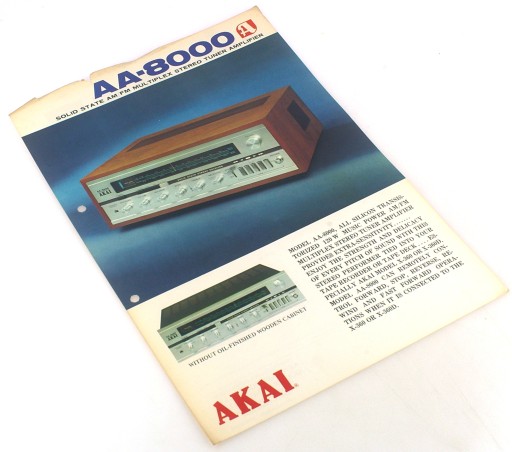 AA-8000
SOLID STATE AM FM MULTIPLEX STEREO TUNER AMPLIFIER
MODEL AA-8000, ALL SILICON TRANSIS-
TORIZED 120 W MUSIC POWER AM-FM
MULTIPLEX STEREO TUNER AMPLIFIER
PROVIDES EXTRA-SENSITIVITY ......
ENJOY THE STRENGTH AND DELICACY
OF EVERY PERFORMANCE WITH THIS
STEREO PERFORMER TIED INTO YOUR
TAPE RECORDER OR TAPE DECK .... ES-
PECIALLY AKAI MODEL X-360 OR X-360D.
MODEL AA-8000 CAN REMOTELY CON-
TROL FORWARD, STOP, REVERSE, RE-
WIND AND FAST FORWARD OPERA-
TIONS WHEN IT IS CONNECTED TO THE
X-360 OR X-360D.
WITHOUT OIL-FINISHED WOODEN CABINET
AKAI